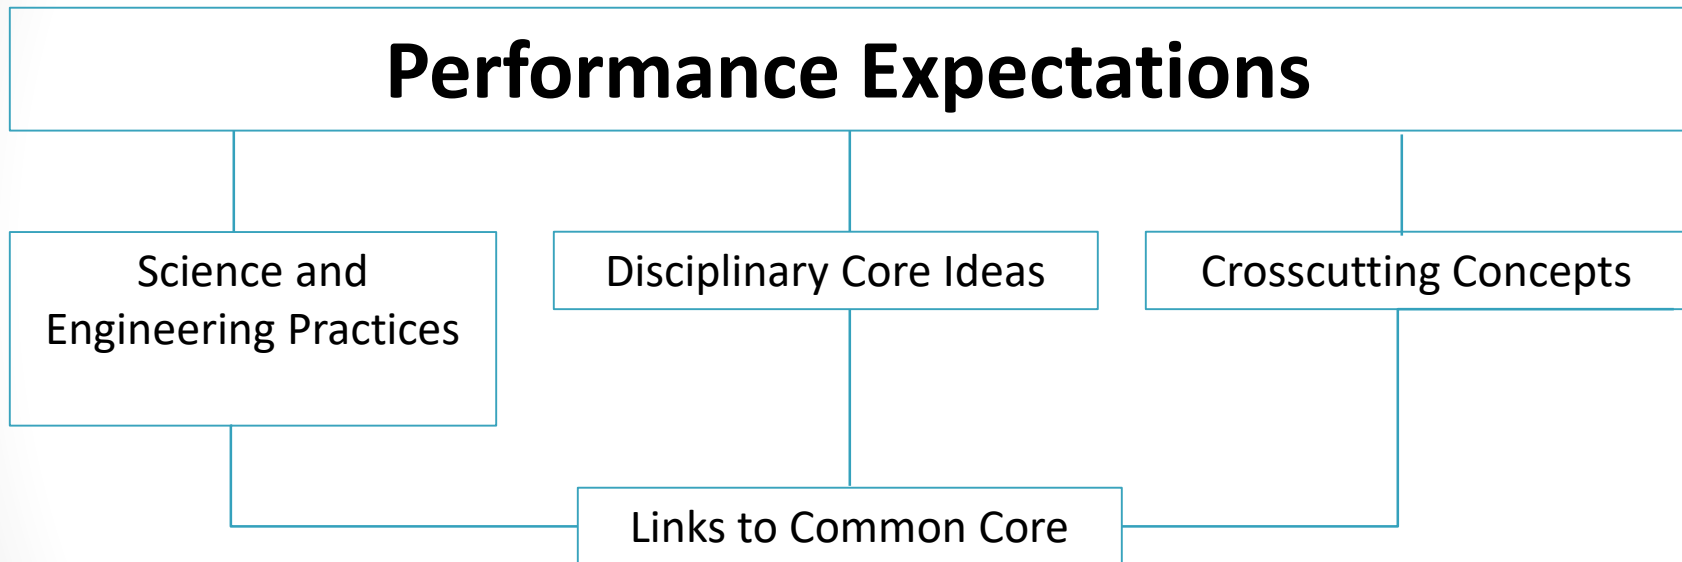 Performance Expectations
Science and
Engineering Practices
Disciplinary Core Ideas
Crosscutting Concepts
Links to Common Core